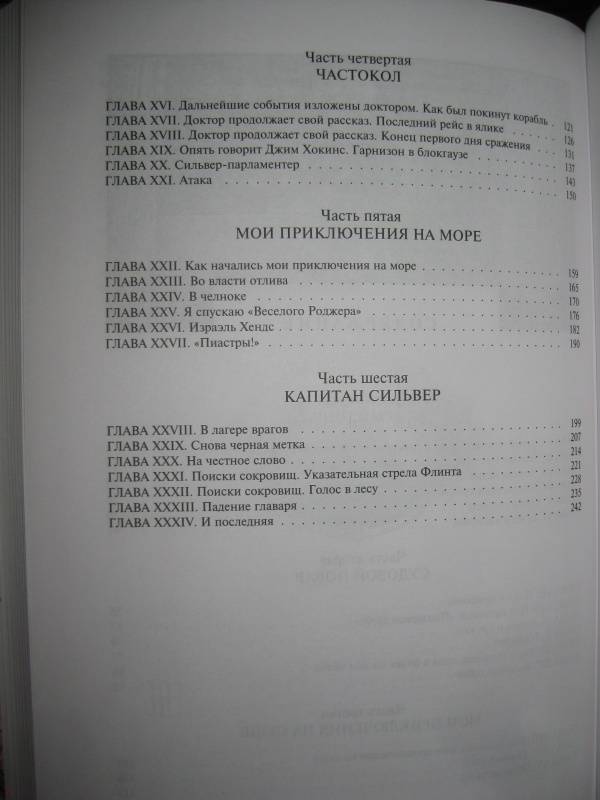 Часть четвертая
ЧАСТОКОЛ
ГЛАВА XVI. Дальнейшие события изложены доктором. Как был покинут корабль . 121
ГЛАВА XVII. Доктор продолжает свой рассказ. Последний рейс в ялике . . . . . . 126
ГЛАВА XVIII. Доктор продолжает свой рассказ. Конец первого дня сражения . . . . 131
ГЛАВА XIX. Опять говорит Джим Хокинс. Гарнизон в блокгаузе . . . . . . . . . 137
ГЛАВА XX. Сильвер-парламентер . . . . . . . . . . . . . . . . . . . . 143
ГЛАВА XXI. Атака . . . . . . . . . . . . . . . . . . . . . . . . . . 150
Часть пятая
МОИ ПРИКЛЮЧЕНИЯ НА МОРЕ
ГЛАВА XXII. Как начались мои приключения на море . . . . . . . . . . . . . 159
ГЛАВА XXIII. Во власти отлива . . . . . . . . . . . . . . . . . . . . . 165
ГЛАВА XXIV. В челноке . . . . . . . . . . . . . . . . . . . . . . . . 170
ГЛАВА XXV. Я спускаю «Веселого Роджера» . . . . . . . . . . . . . . . . 176
ГЛАВА XXVI. Израэль Хендс . . . . . . . . . . . . . . . . . . . . . . 182
ГЛАВА XXVII. «Пиастры!» . . . . . . . . . . . . . . . . . . . . . . . 190
Часть шестая
КАПИТАН СИЛЬВЕР
ГЛАВА XXVIII. В лагере врагов . . . . . . . . . . . . . . . . . . . . . 199
ГЛАВА XXIX. Снова черная метка . . . . . . . . . . . . . . . . . . . . 207
ГЛАВА XXX. На честное слово . . . . . . . . . . . . . . . . . . . . . 214
ГЛАВА XXXI. Поиски сокровищ. Указательная стрела Флинта . . . . . . . . . . 221
ГЛАВА XXXII. Поиски сокровищ. Голос в лесу . . . . . . . . . . . . . . . 228
ГЛАВА XXXIII. Падение главаря . . . . . . . . . . . . . . . . . . . . . 235
ГЛАВА XXXIV. И последняя . . . . . . . . . . . . . . . . . . . . . . . 242